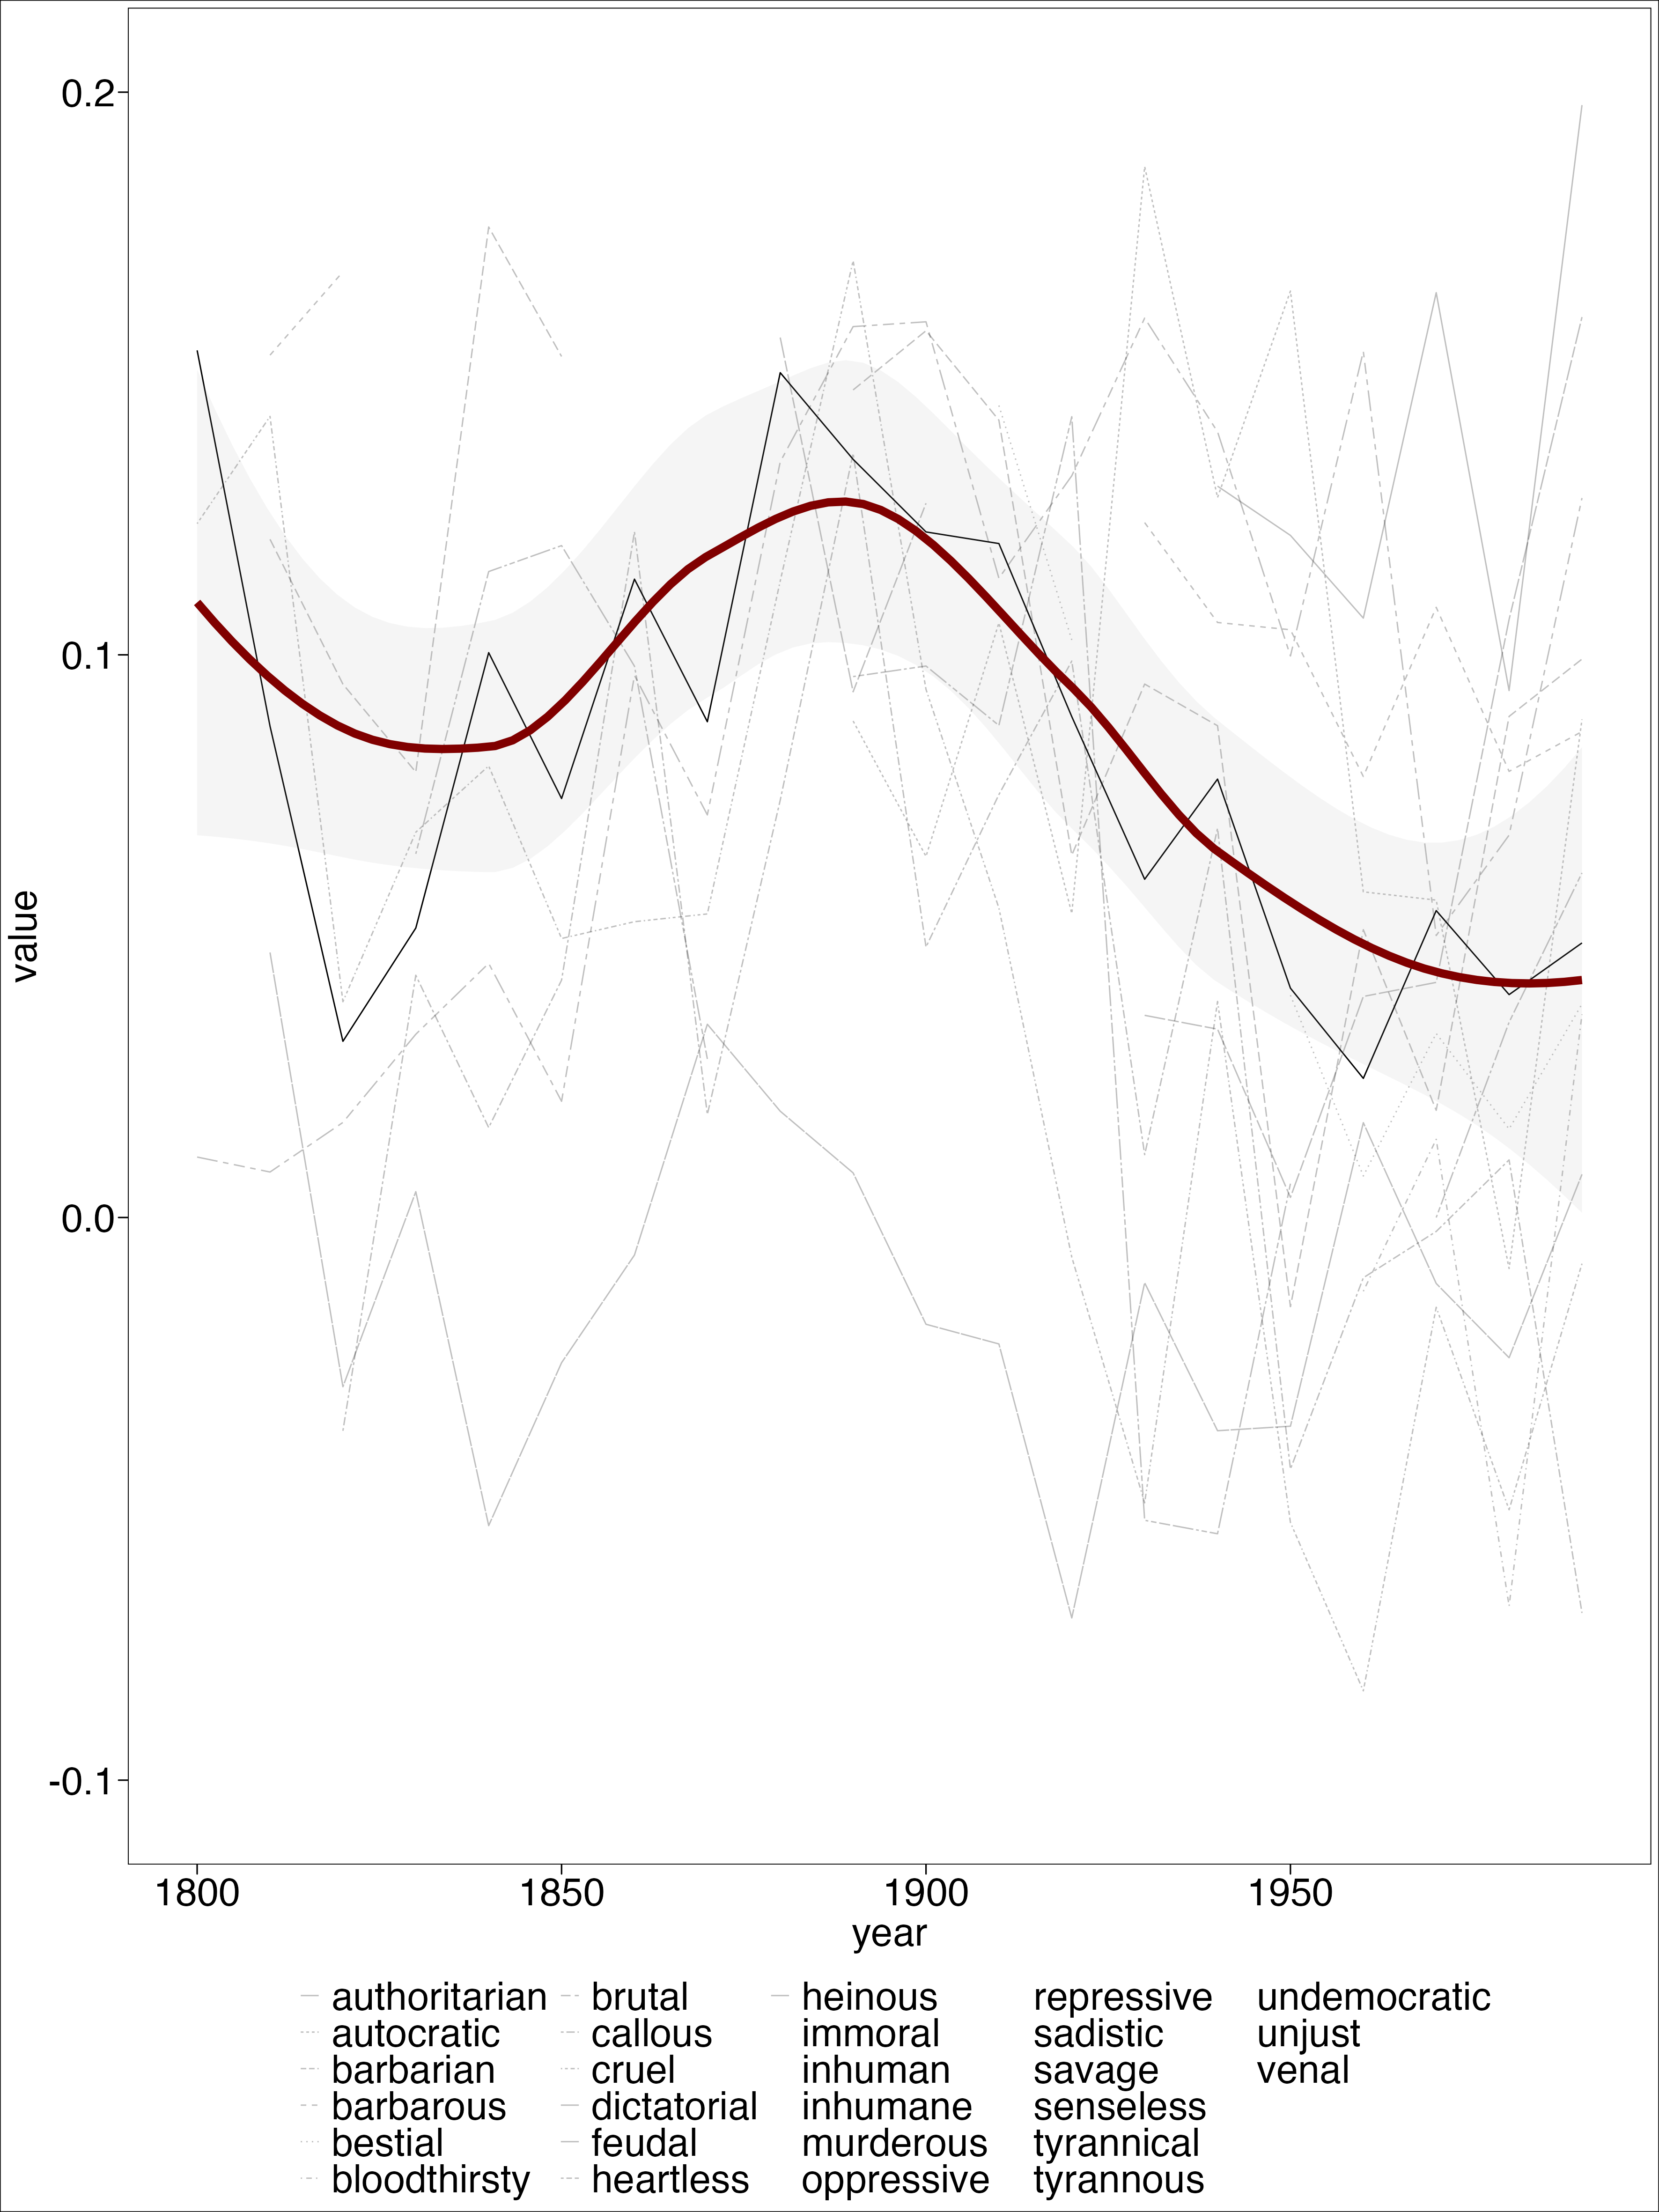 0.2
0.1
0.0
-0.1
value
1800 1850 1900 1950
year
authoritarian brutal heinous repressive undemocratic
autocratic callous immoral sadistic unjust
barbarian cruel inhuman savage venal
barbarous dictatorial inhumane senseless
bestial feudal murderous tyrannical
bloodthirsty heartless oppressive tyrannous